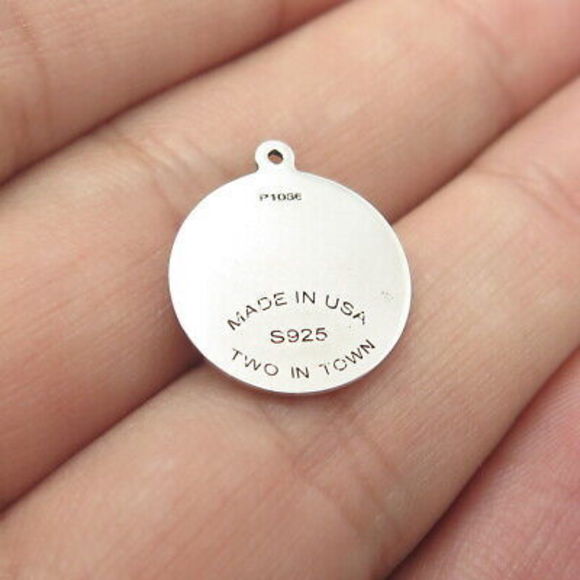 P1036
MADE IN USA
S925
TWO IN TOWN